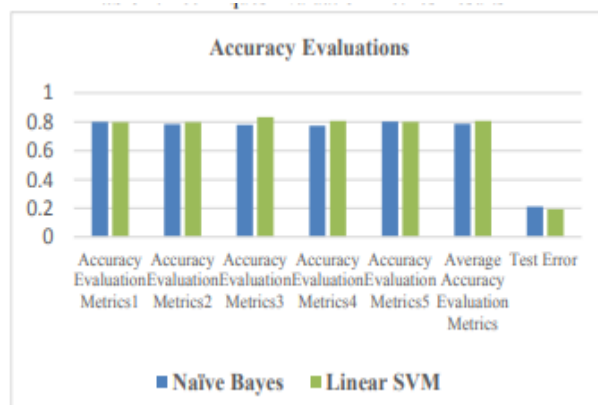 Accuracy Evaluations
1
0.8
0.6
0.4
0.2
0
Accuracy Accuracy Accuracy Accuracy Accuracy Average Test Error
Evaluation Evaluation Evaluation Evaluation Evaluation Accuracy
Metrics1 Metrics2 Metrics3 Metrics4 Metrics5 Evaluation
Metrics
Naïve Bayes Linear SVM